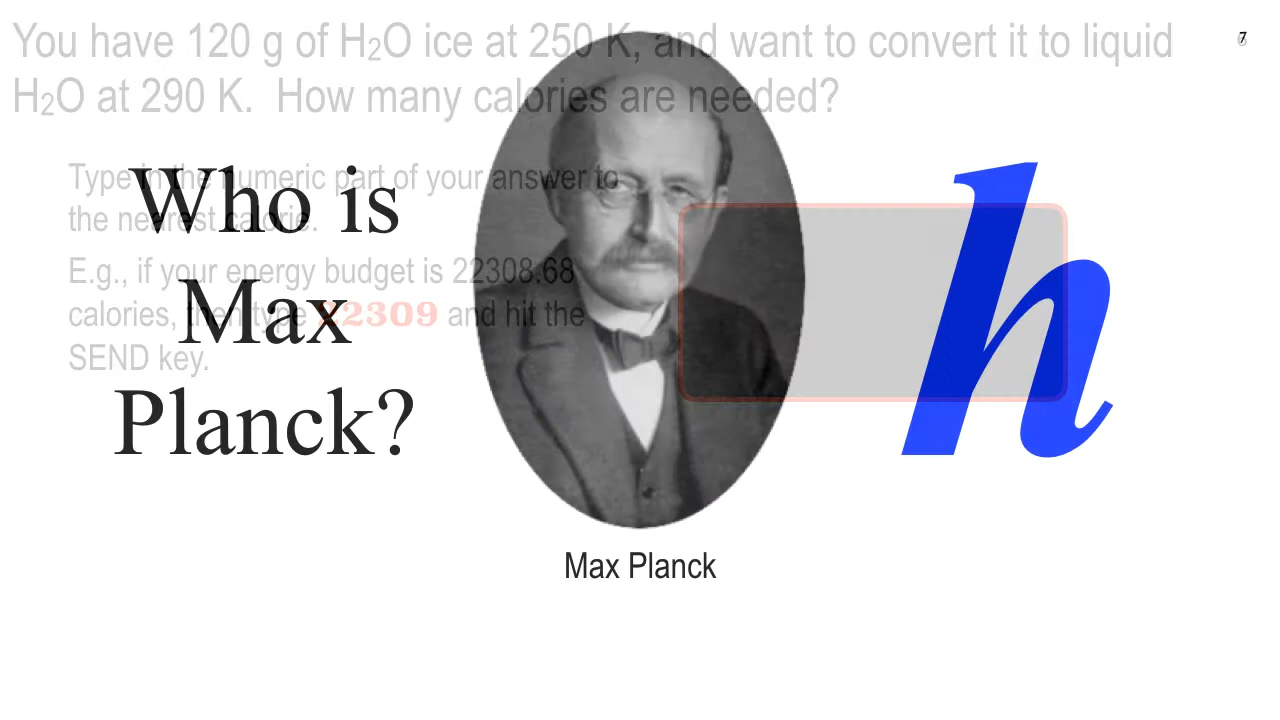 You have 120 g of H₂O ice at 250 K, and want to convert it to liquid
H₂O at 290 K. How many calories are needed?
Type in the numeric part of your answer to
the nearest calorie.
E.g., if your energy budget is 22308.68
calories, then type 22309 and hit the
SEND key.
Who is
Max
Planck?
h
Max Planck